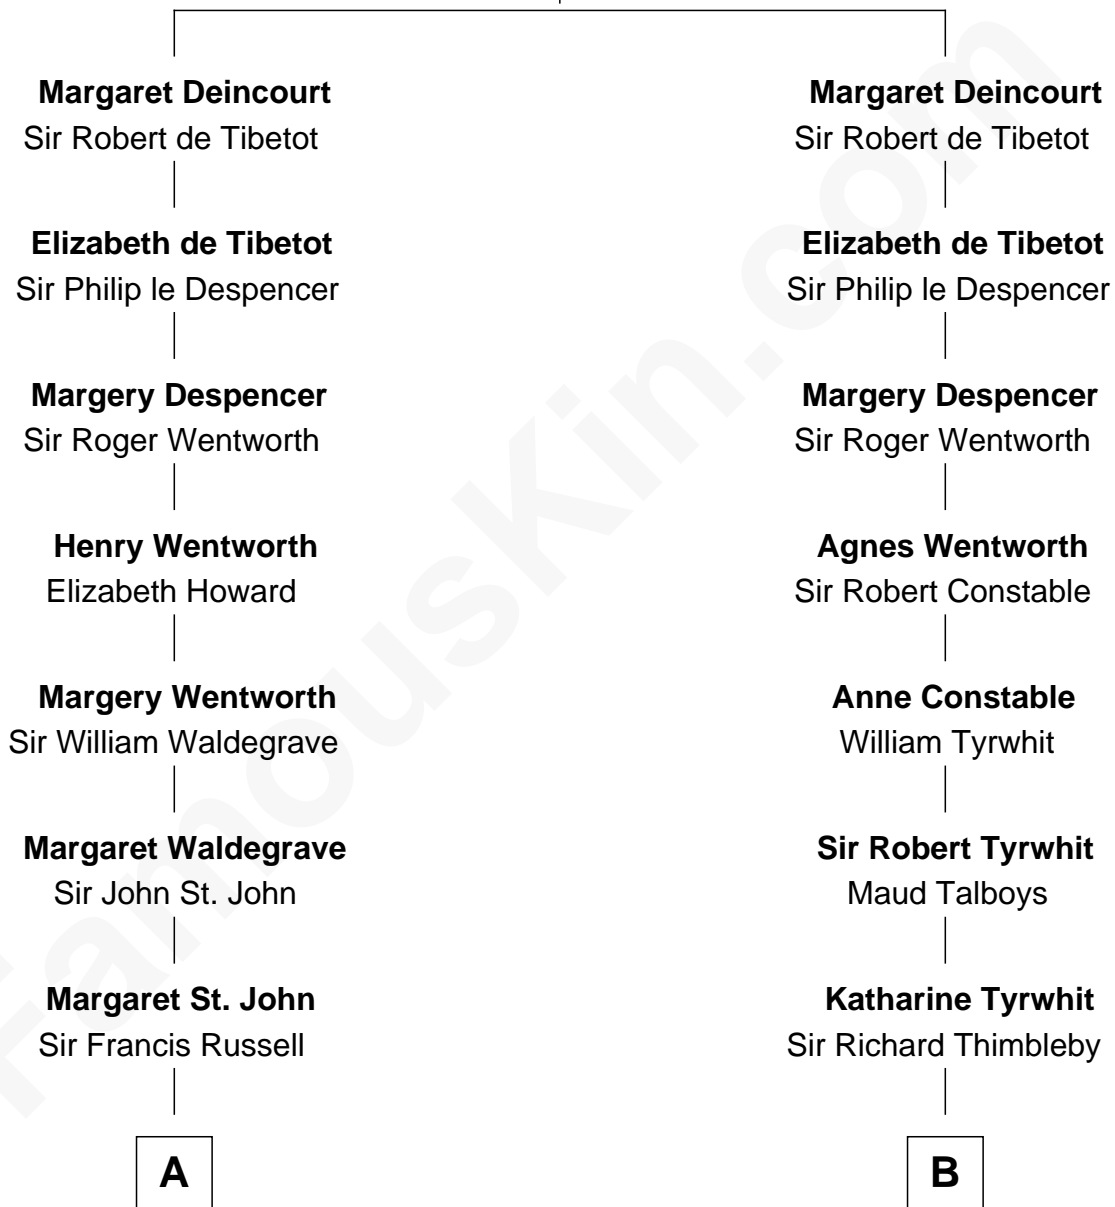 Margaret Deincourt
Sir Robert de Tibetot
Elizabeth de Tibetot
Sir Philip le Despencer
Margery Despencer
Sir Roger Wentworth
Henry Wentworth
Elizabeth Howard
Margery Wentworth
Sir William Waldegrave
Margaret Waldegrave
Sir John St. John
Margaret St. John
Sir Francis Russell
A
Margaret Deincourt
Sir Robert de Tibetot
Elizabeth de Tibetot
Sir Philip le Despencer
Margery Despencer
Sir Roger Wentworth
Agnes Wentworth
Sir Robert Constable
Anne Constable
William Tyrwhit
Sir Robert Tyrwhit
Maud Talboys
Katharine Tyrwhit
Sir Richard Thimbleby
B
FamousKin.com